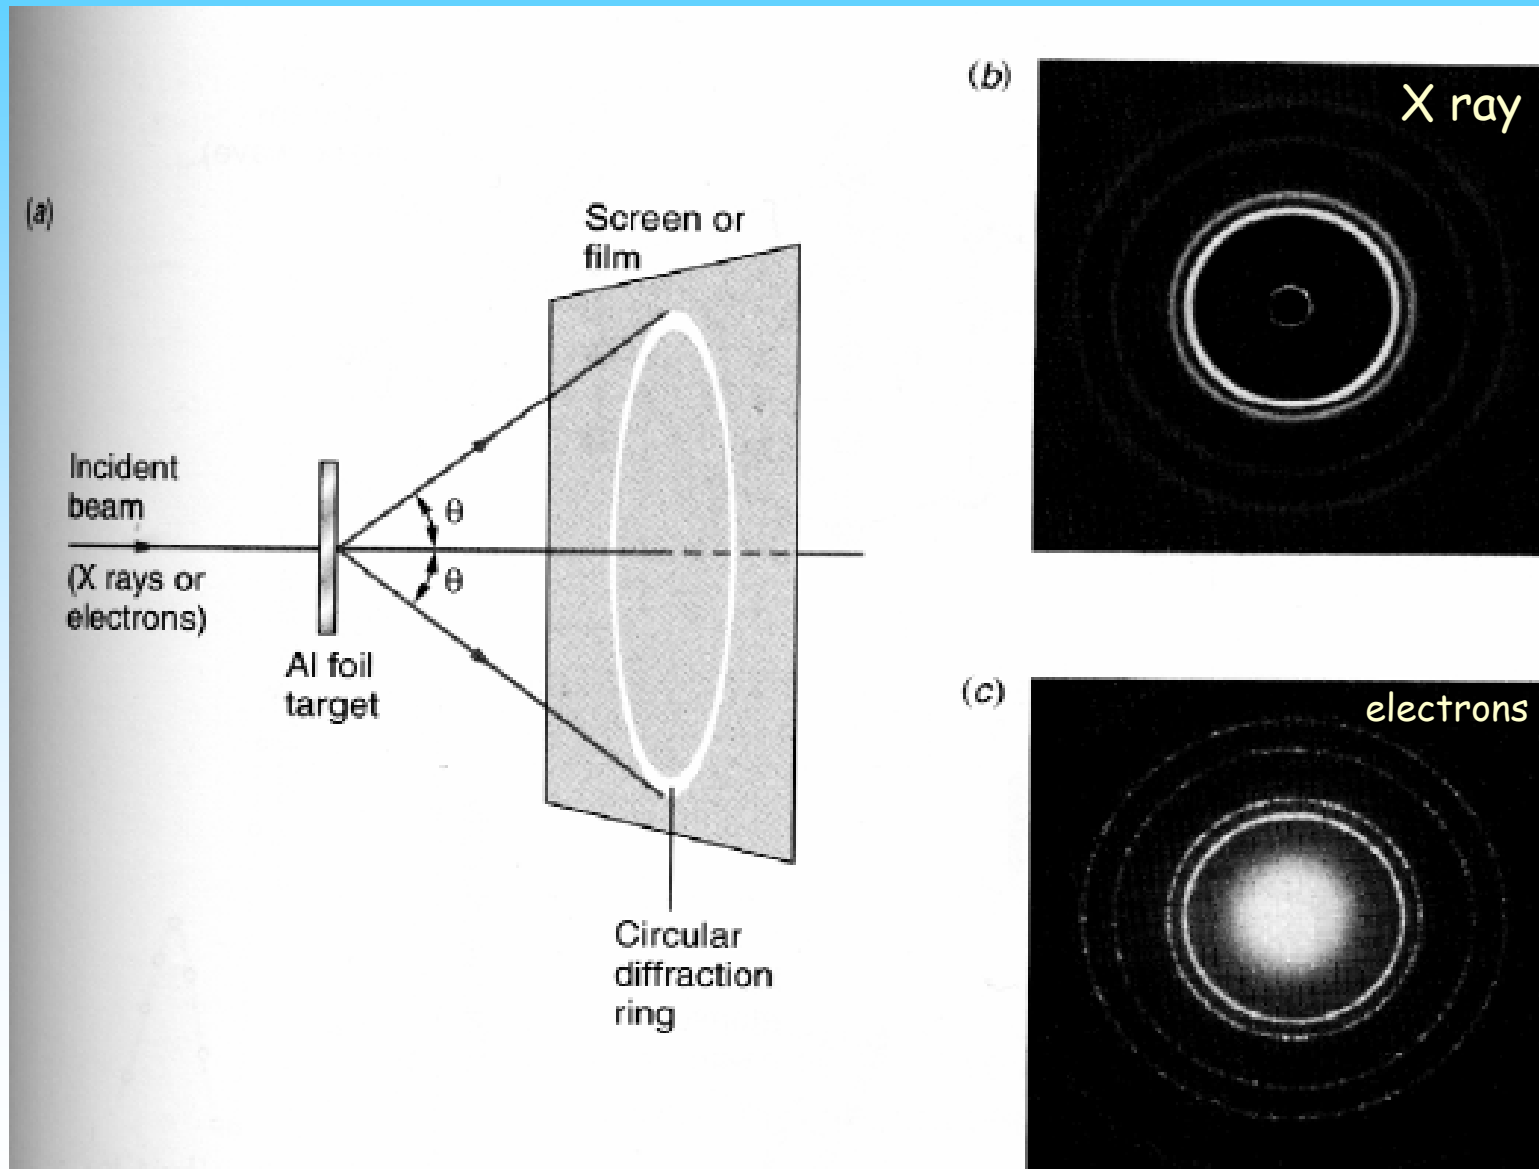 (a)
Screen or
film
Incident
beam
(X rays or
electrons)
θ
θ
Al foil
target
Circular
diffraction
ring
(b)
X ray
(c)
electrons